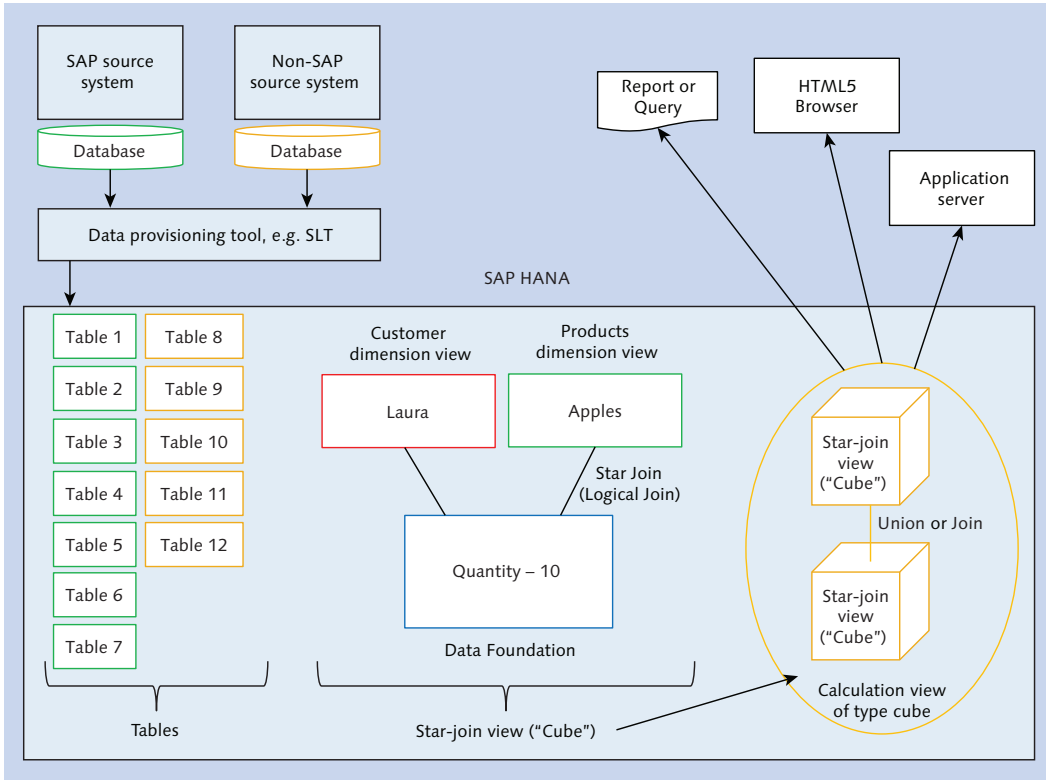 SAP source
system
Non-SAP
source system
Database
Database
Data provisioning tool, e.g. SLT
Report or
Query
HTML5
Browser
Application
server
SAP HANA
Table 1
Table 8
Table 2
Table 9
Table 3
Table 10
Table 4
Table 11
Table 5
Table 12
Table 6
Table 7
Tables
Customer
dimension view
Products
dimension view
Laura
Apples
Star Join
(Logical Join)
Quantity – 10
Data Foundation
Star-join view (“Cube”)
Star-join
view
(“Cube”)
Union or Join
Star-join
view
(“Cube”)
Calculation view
of type cube